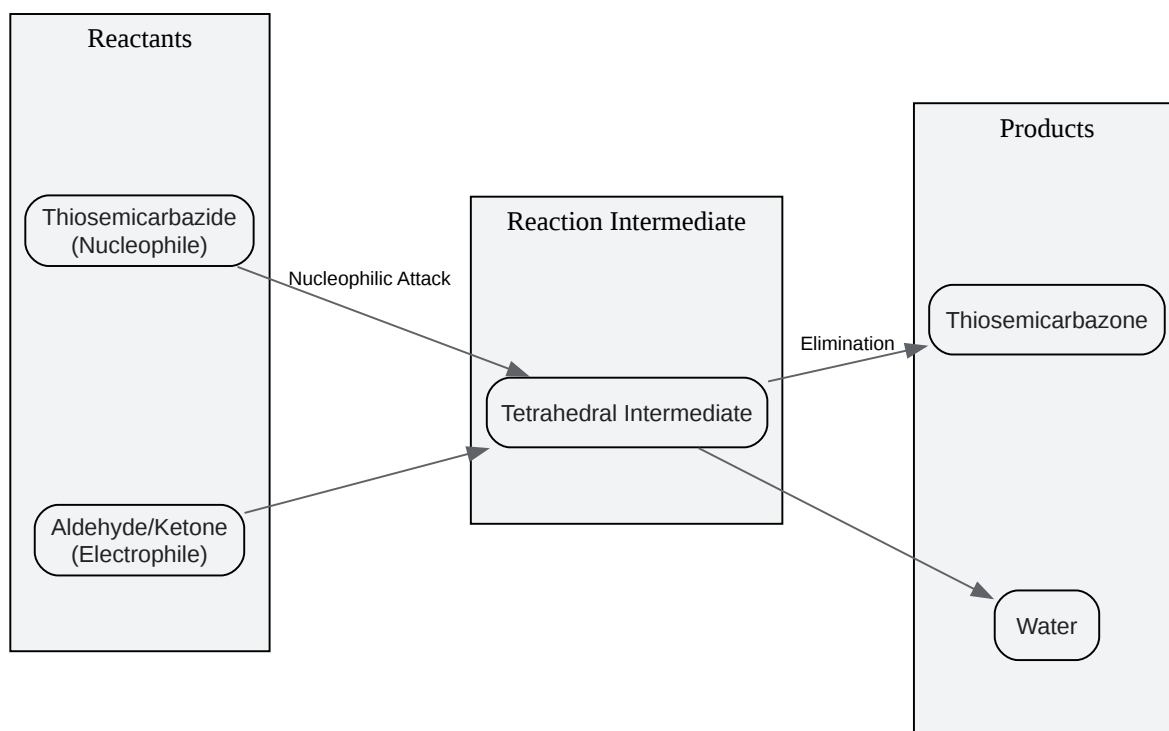 Reactants
Thiosemicarbazide
(Nucleophile)
Aldehyde/Ketone
(Electrophile)
Nucleophilic Attack
Reaction Intermediate
Tetrahedral Intermediate
Elimination
Products
Thiosemicarbazone
Water